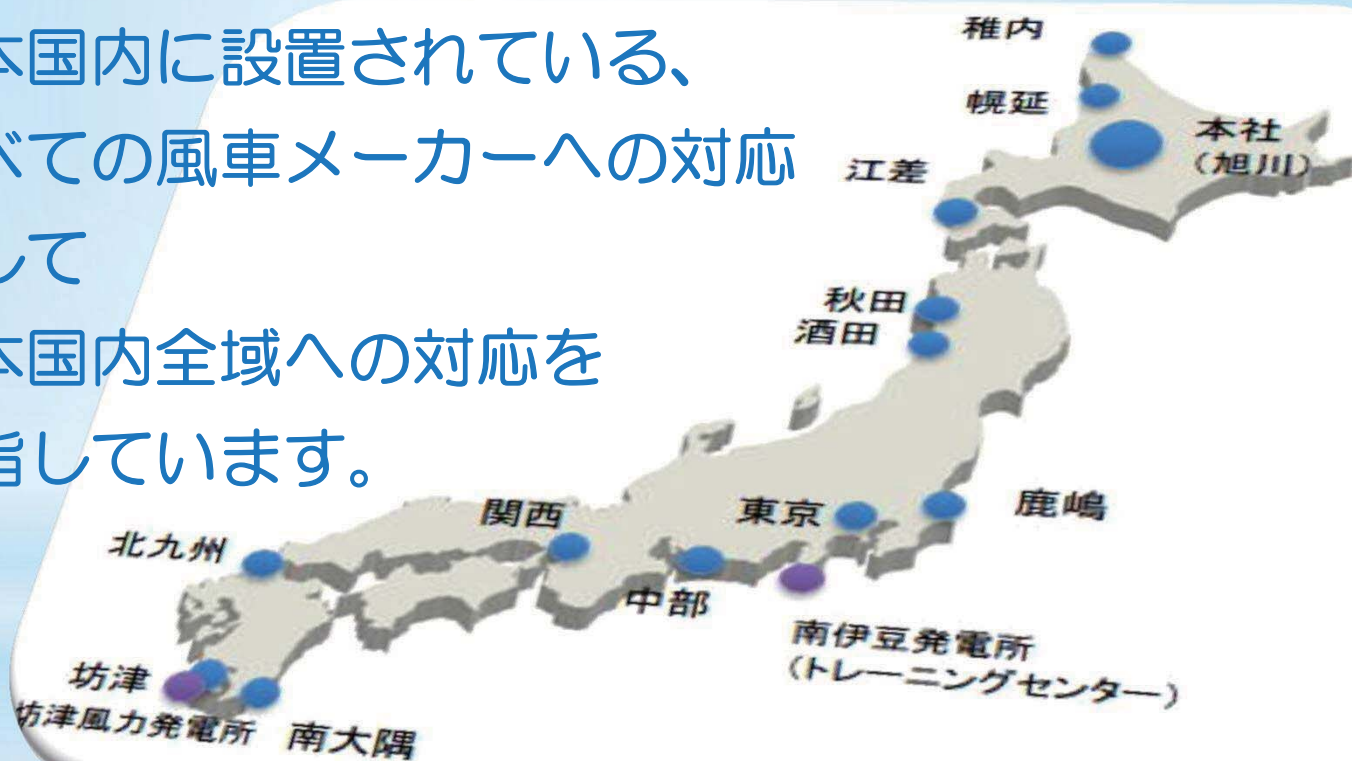 本国内に設置されている、
べての風車メーカーへの対応
して
本国内全域への対応を
指しています。
稚内
幌延
本社
（旭川）
江差
秋田
酒田
東京
鹿嶋
関西
中部
北九州
南伊豆発電所
（トレーニングセンター）
坊津
坊津風力発電所
南大隅